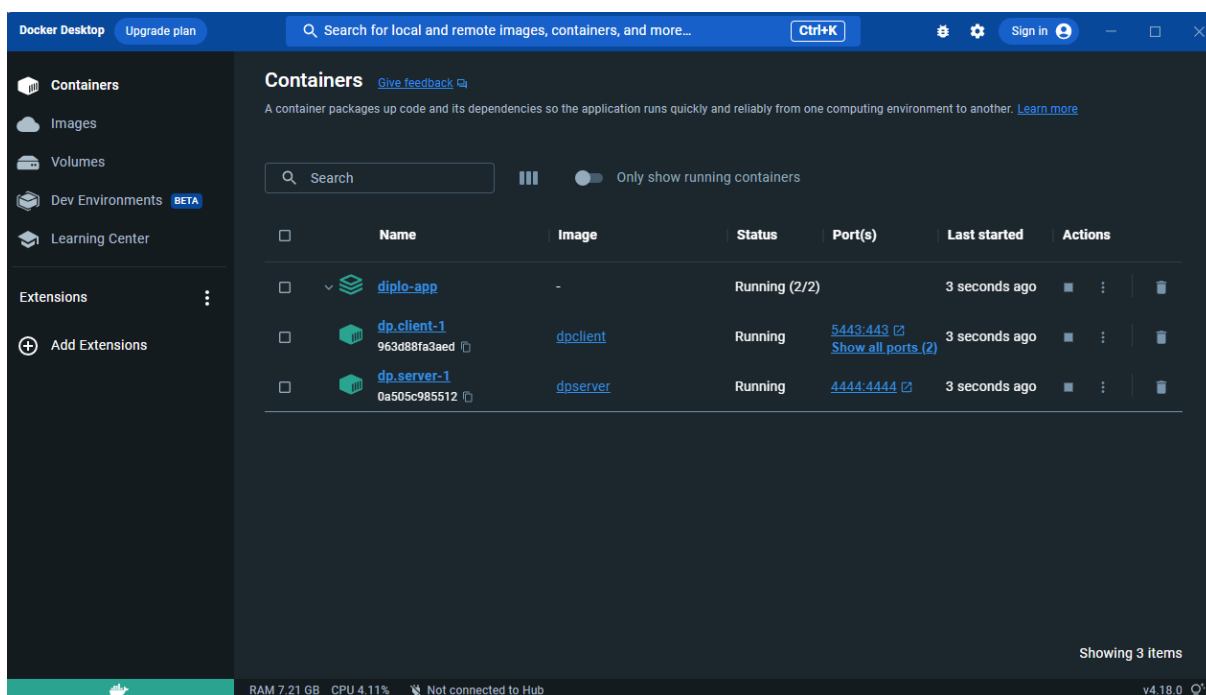 Docker Desktop Upgrade plan Search for local and remote images, containers, and more... Ctrl+K Sign in
Containers
Images
Volumes
Dev Environments BETA
Learning Center
Extensions
Add Extensions
Containers Give feedback
A container packages up code and its dependencies so the application runs quickly and reliably from one computing environment to another. Learn more
Search Only show running containers
Name Image Status Port(s) Last started Actions
diplo-app - Running (2/2) 3 seconds ago
dp.client-1
963d88fa3aed dpclient Running 5443:443 3 seconds ago
Show all ports (2)
dp.server-1
0a505c985512 dpserver Running 4444:4444 3 seconds ago
Showing 3 items
RAM 7.21 GB CPU 4.11% Not connected to Hub v4.18.0